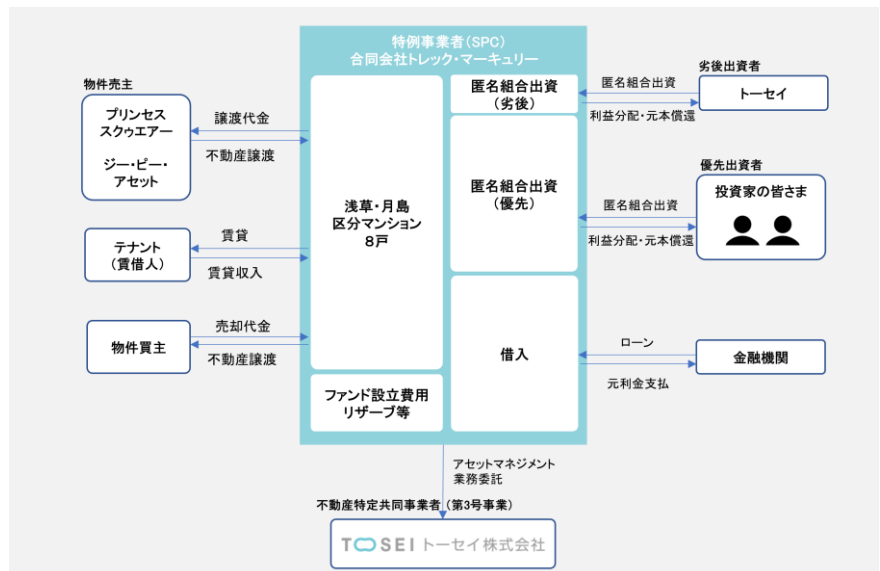 特例事業者(SPC)
合同会社トレック・マーキュリー
物件売主
プリンセス
スクゥエアー
ジー・ピー・
アセット
譲渡代金
不動産譲渡
テナント
(賃借人)
賃貸
賃貸収入
物件買主
売却代金
不動産譲渡
浅草・月島
区分マンション
8戸
ファンド設立費用
リザーブ等
匿名組合出資
(劣後)
匿名組合出資
(優先)
借入
劣後出資者
トーセイ
匿名組合出資
利益分配・元本償還
優先出資者
投資家の皆さま
匿名組合出資
利益分配・元本償還
ローン
元利金支払
金融機関
アセットマネジメント
業務委託
不動産特定共同事業者 (第3号事業)
TOSEI トーセイ株式会社